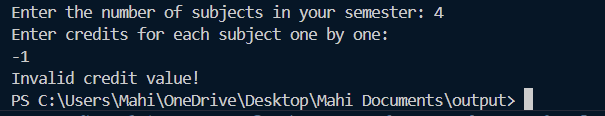 Enter the number of subjects in your semester: 4
Enter credits for each subject one by one:
-1
Invalid credit value!
PS C:\Users\Mahi\OneDrive\Desktop\Mahi Documents\output>